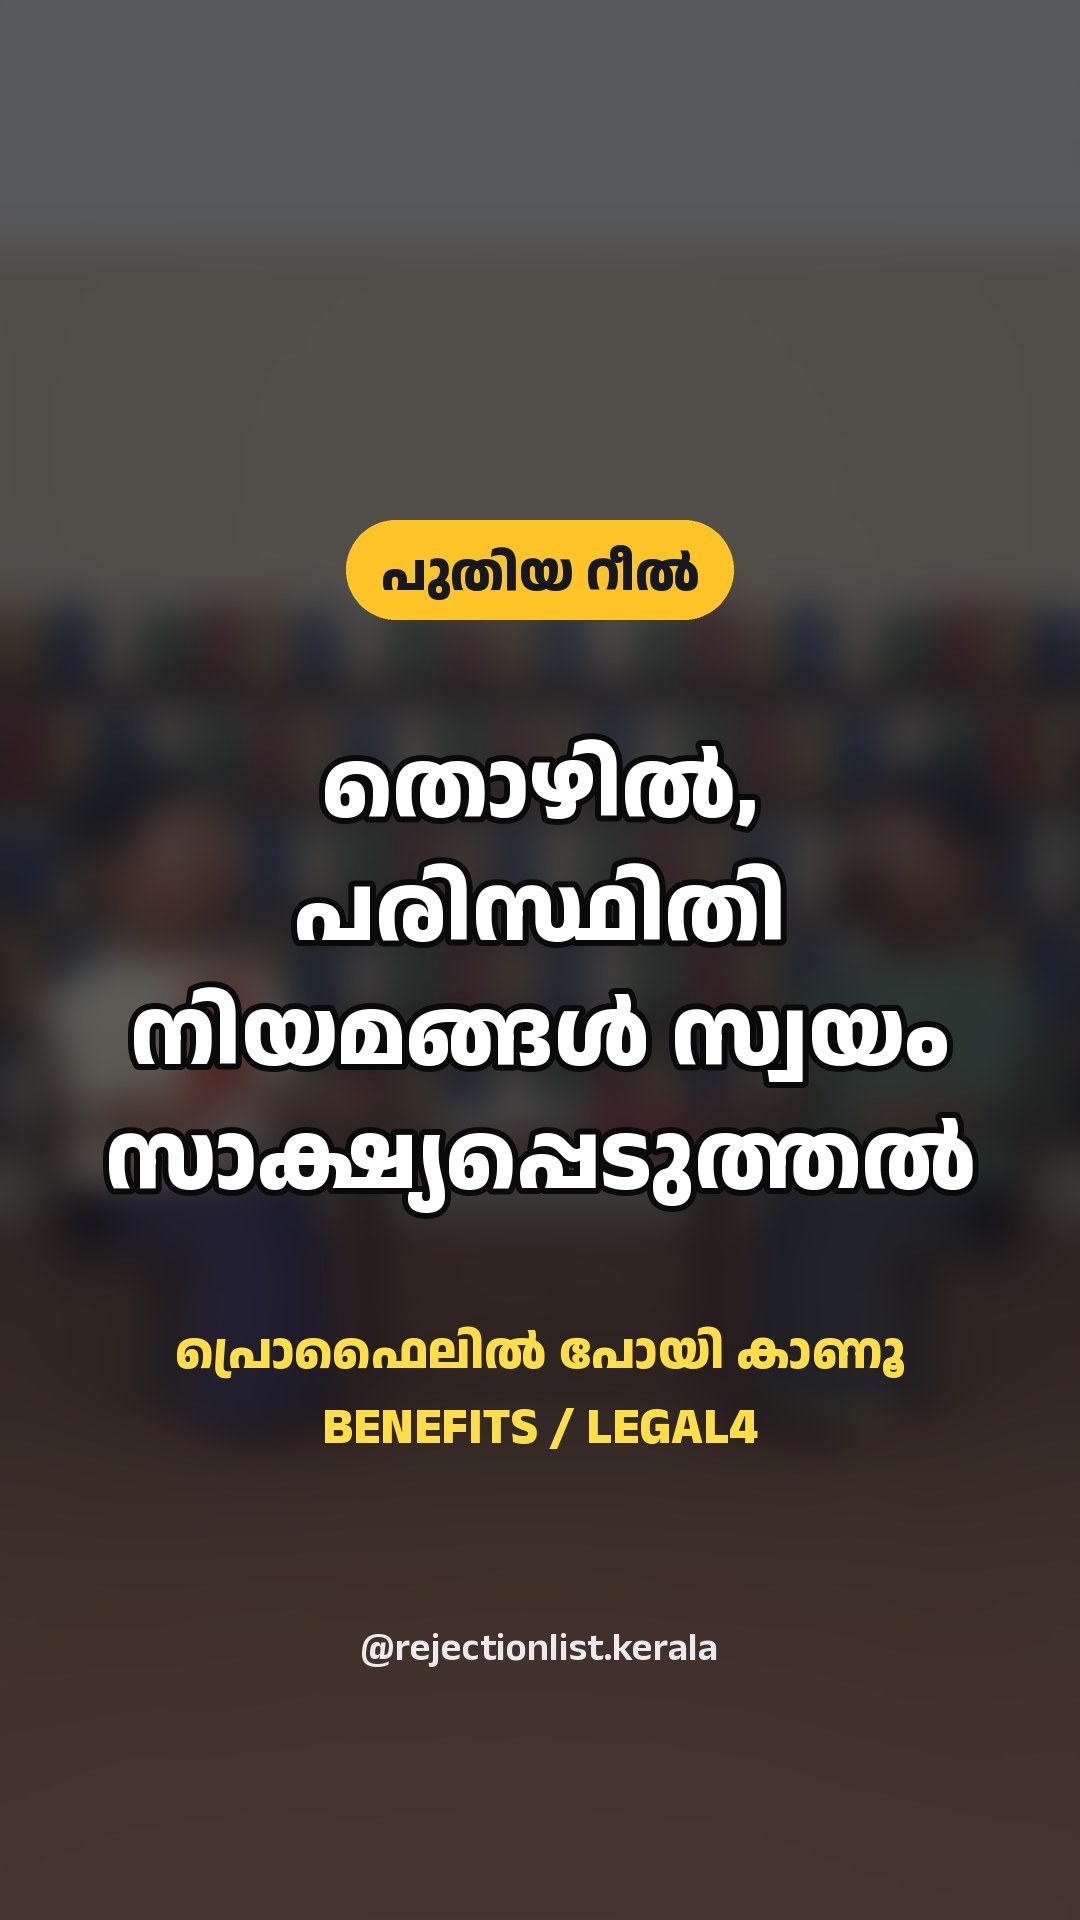 പുതിയ റീൽ
തൊഴിൽ,
പരിസ്ഥിതി
നിയമങ്ങൾ സ്വയം
സാക്ഷ്യപ്പെടുത്തൽ
പ്രൊഫൈലിൽ പോയി കാണൂ
BENEFITS / LEGAL4
@rejectionlist.kerala